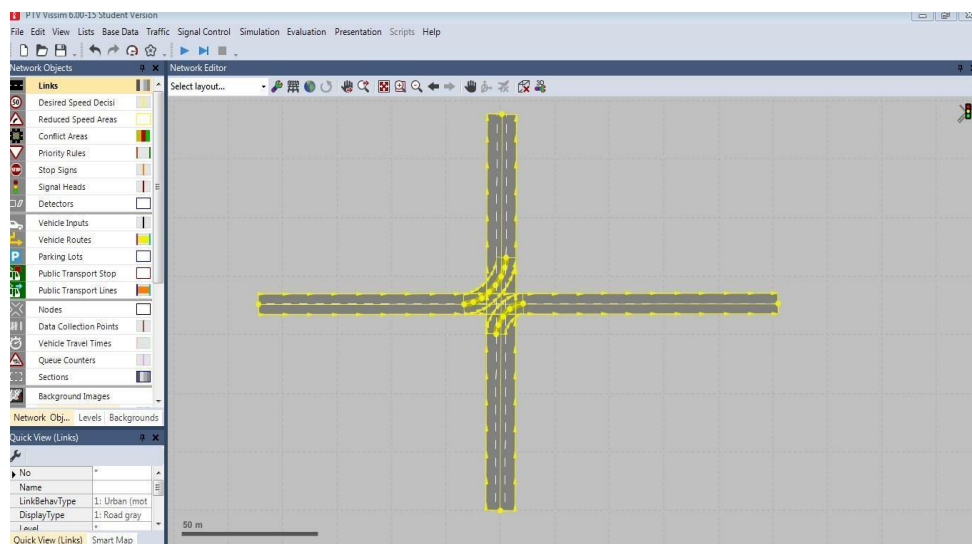 PTV Vissim 6.00-15 Student Version
File Edit View Lists Base Data Traffic Signal Control Simulation Evaluation Presentation Scripts Help
Network Objects
Network Editor
Select layout...
Links
Desired Speed Decisi
Reduced Speed Areas
Conflict Areas
Priority Rules
Stop Signs
Signal Heads
Detectors
Vehicle Inputs
Vehicle Routes
Parking Lots
Public Transport Stop
Public Transport Lines
Nodes
Data Collection Points
Vehicle Travel Times
Queue Counters
Sections
Background Images
Network Obj... Levels Backgrounds
Quick View (Links)
No *
Name
LinkBehavType 1: Urban (mot
DisplayType 1: Road gray
Level *
Quick View (Links) Smart Map
50 m